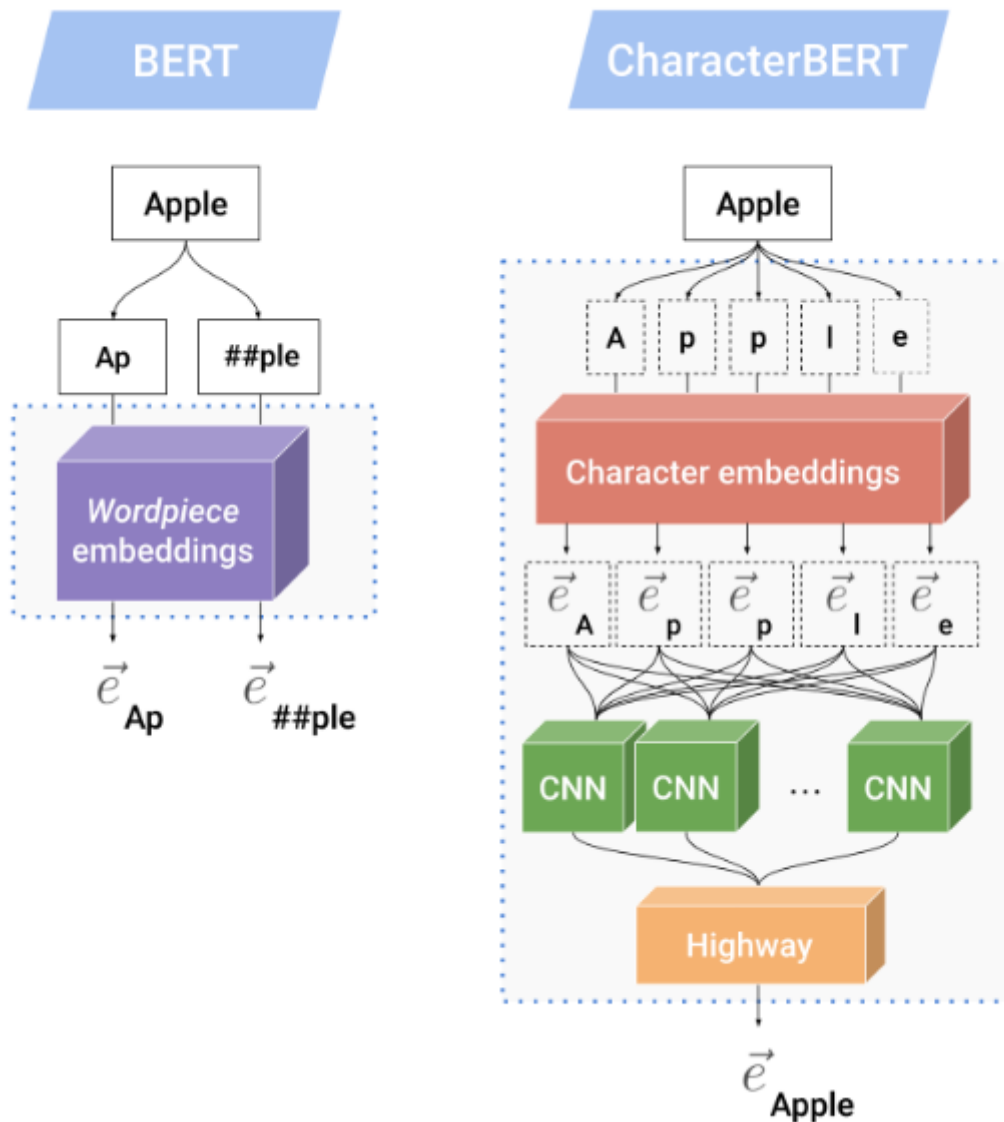 BERT
Apple
Ap
##ple
Wordpiece
embeddings
e⃗ Ap
e⃗ ##ple
CharacterBERT
Apple
A p p l e
Character embeddings
e⃗ A e⃗ p e⃗ p e⃗ l e⃗ e
CNN CNN ... CNN
Highway
e⃗ Apple